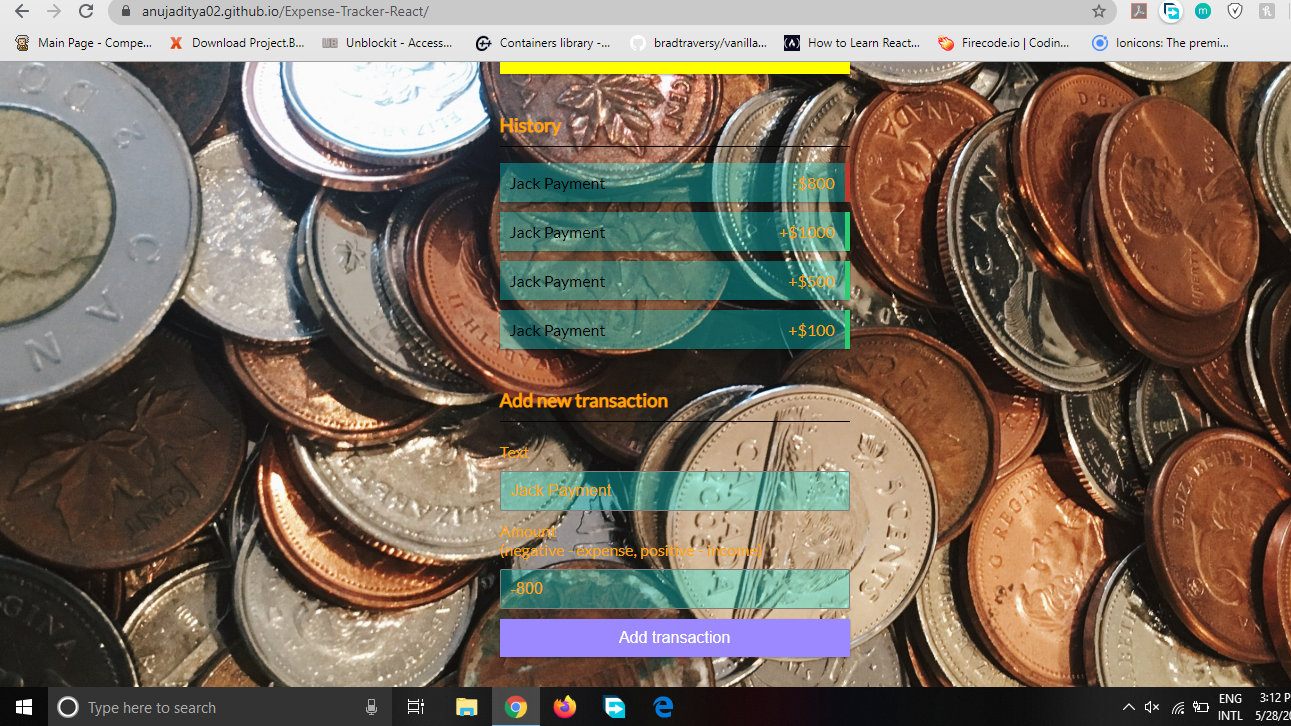 anujaditya02.github.io/Expense-Tracker-React/
Main Page - Compe...
Download Project.B...
UB
Unblockit - Access...
Containers library -...
bradtraversy/vanilla...
How to Learn React...
Firecode.io | Codin...
Ionicons: The premi...
History
Jack Payment
-$800
Jack Payment
+$1000
Jack Payment
+$500
Jack Payment
+$100
Add new transaction
Text
Jack Payment
Amount
(negative - expense, positive - income)
-800
Add transaction
Type here to search
ENG
INTL
3:12 P
5/28/2